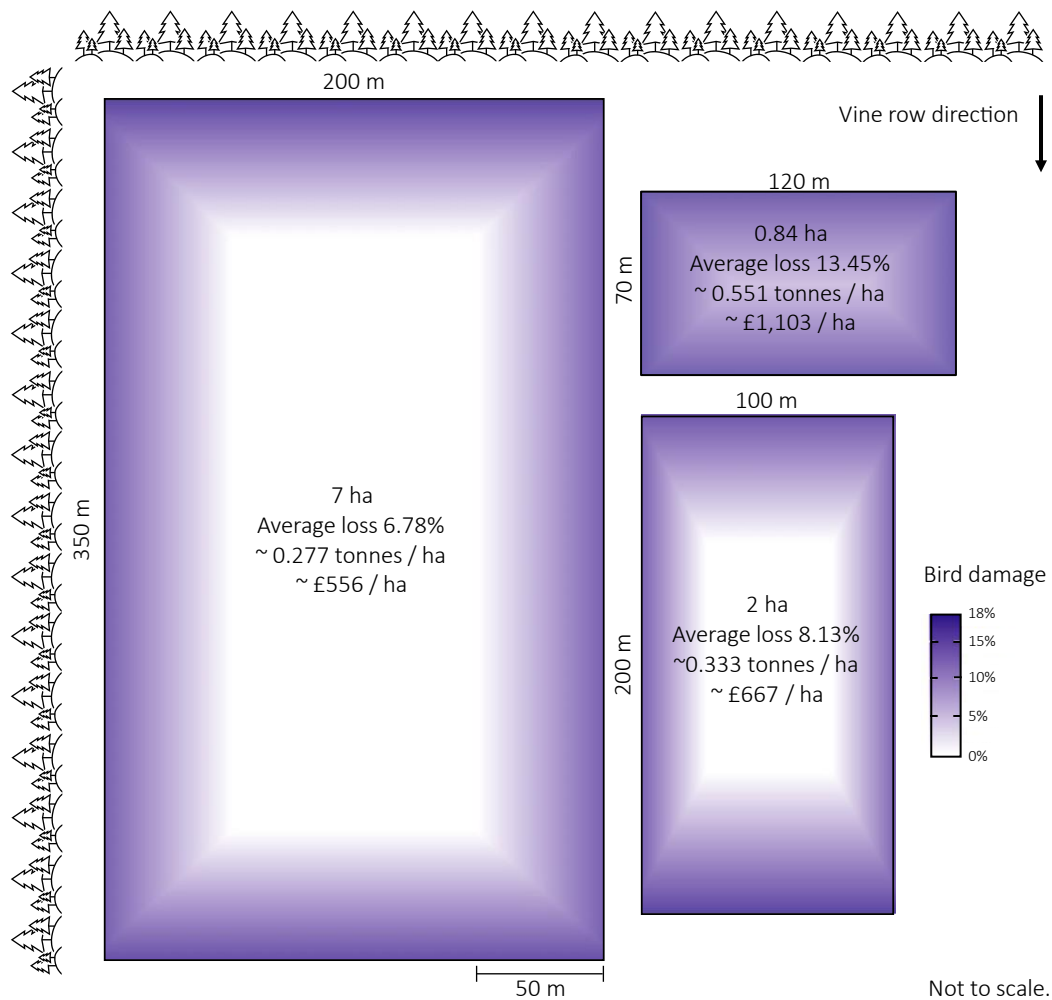 200 m
Vine row direction
120 m
0.84 ha
Average loss 13.45%
~ 0.551 tonnes / ha
~ £1,103 / ha
70 m
100 m
350 m
7 ha
Average loss 6.78%
~ 0.277 tonnes / ha
~ £556 / ha
200 m
2 ha
Average loss 8.13%
~0.333 tonnes / ha
~ £667 / ha
Bird damage
18%
15%
10%
5%
0%
50 m
Not to scale.